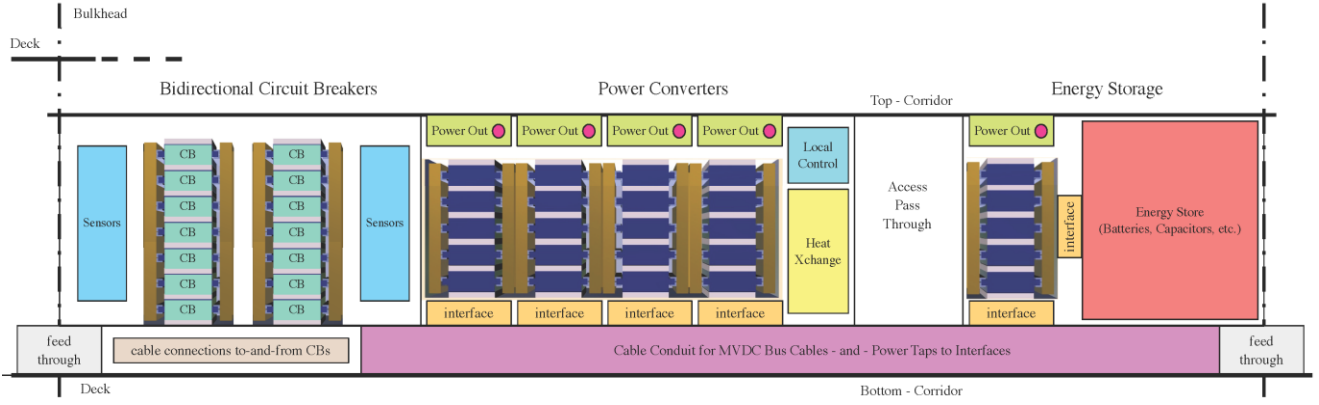 Bulkhead
Deck
Bidirectional Circuit Breakers
Power Converters
Top - Corridor
Energy Storage
Power Out
Power Out
Power Out
Power Out
Power Out
Sensors
CB
CB
CB
CB
CB
CB
CB
CB
CB
CB
CB
CB
CB
CB
Sensors
Local
Control
Heat
Xchange
Access
Pass
Through
interface
Energy Store
(Batteries, Capacitors, etc.)
interface
interface
interface
interface
interface
feed
through
cable connections to-and-from CBs
Cable Conduit for MVDC Bus Cables - and - Power Taps to Interfaces
feed
through
Deck
Bottom - Corridor